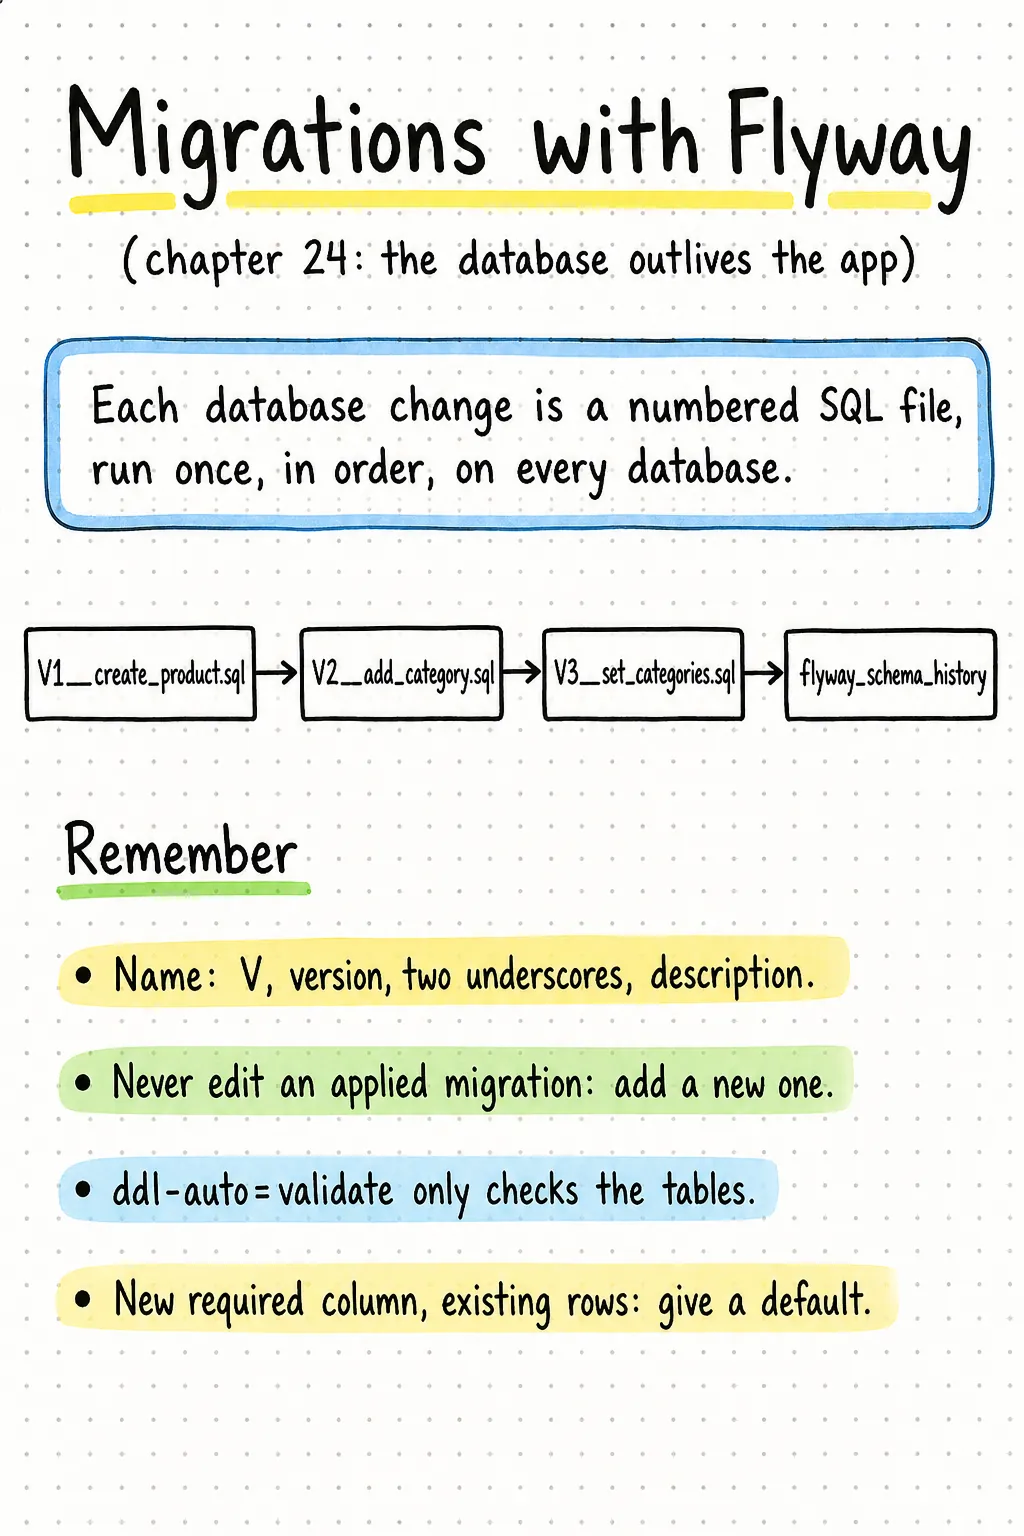 Migrations with Flyway
(chapter 24: the database outlives the app)
Each database change is a numbered SQL file,
run once, in order, on every database.
V1__create_product.sql
V2__add_category.sql
V3__set_categories.sql
flyway_schema_history
Remember
• Name: V, version, two underscores, description.
• Never edit an applied migration: add a new one.
• ddl-auto=validate only checks the tables.
• New required column, existing rows: give a default.